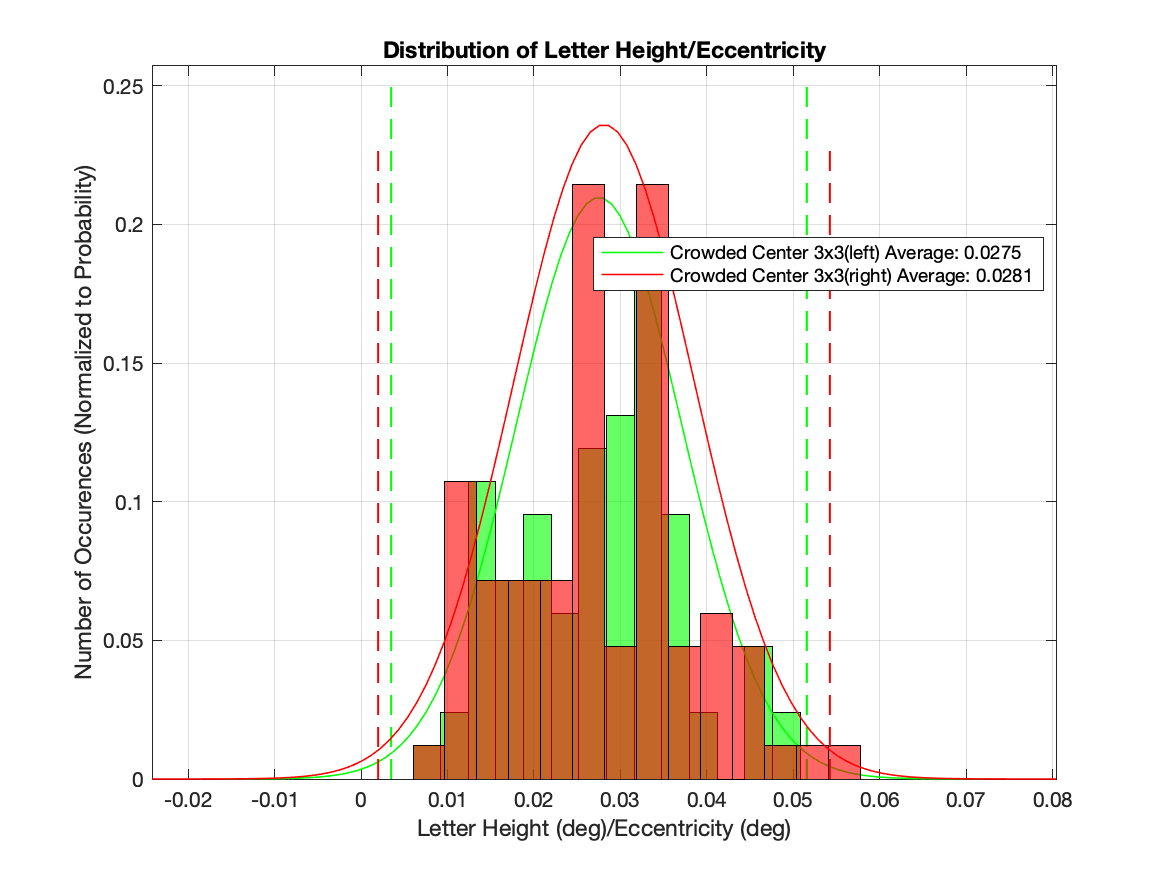 Distribution of Letter Height/Eccentricity
Number of Occurences (Normalized to Probability)
0.25
0.2
0.15
0.1
0.05
0
Crowded Center 3x3(left) Average: 0.0275
Crowded Center 3x3(right) Average: 0.0281
-0.02 -0.01 0 0.01 0.02 0.03 0.04 0.05 0.06 0.07 0.08
Letter Height (deg)/Eccentricity (deg)